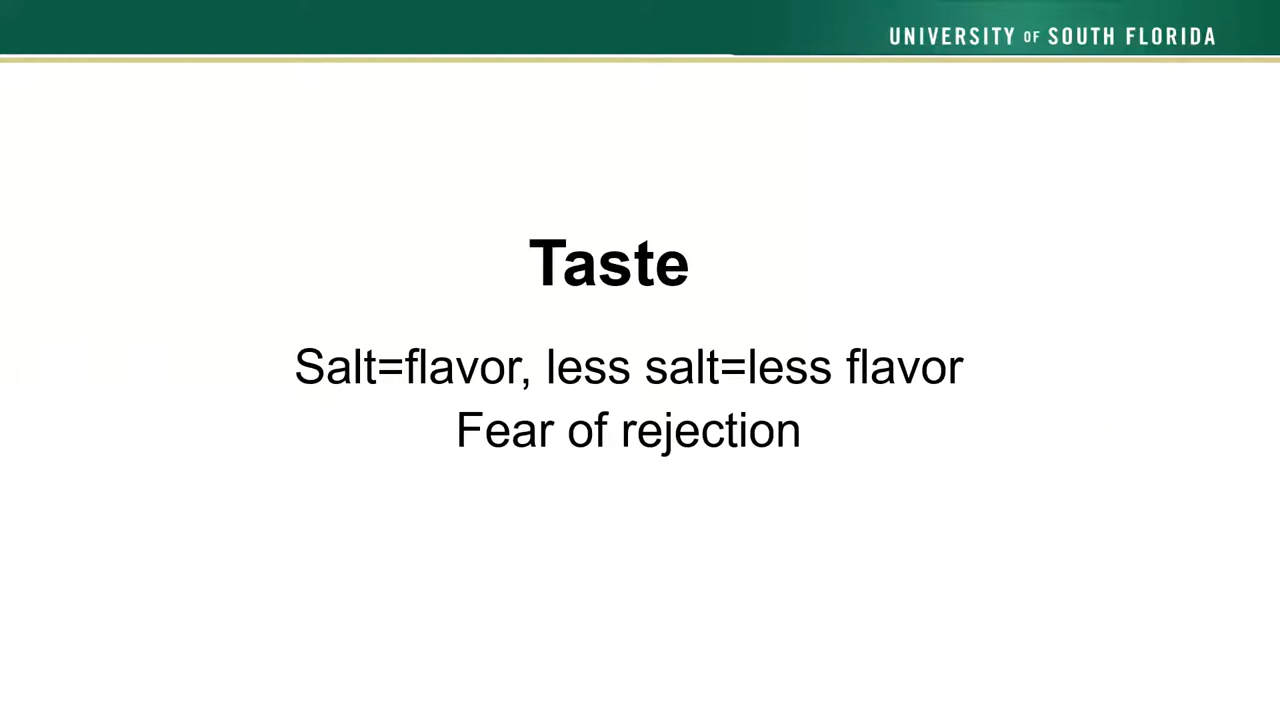 UNIVERSITY OF SOUTH FLORIDA
Taste
Salt=flavor, less salt=less flavor
Fear of rejection